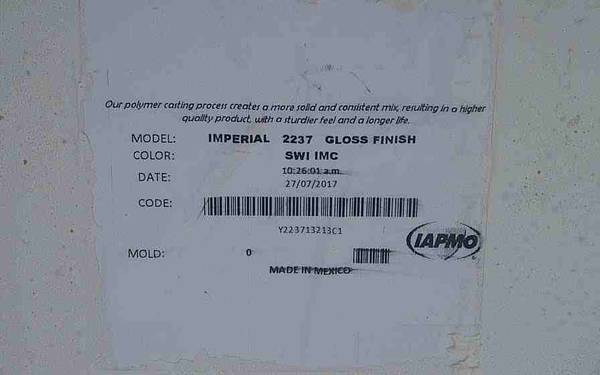 Our polymer casting process creates a more solid and consistent mix, resulting in a higher
quality product, with a sturdier feel and a longer life.
MODEL: IMPERIAL 2237 GLOSS FINISH
COLOR: SWI IMC
DATE: 10:26:01 a.m.
27/07/2017
CODE:
Y223713213C1
IAPMO
MOLD: 0
MADE IN MEXICO